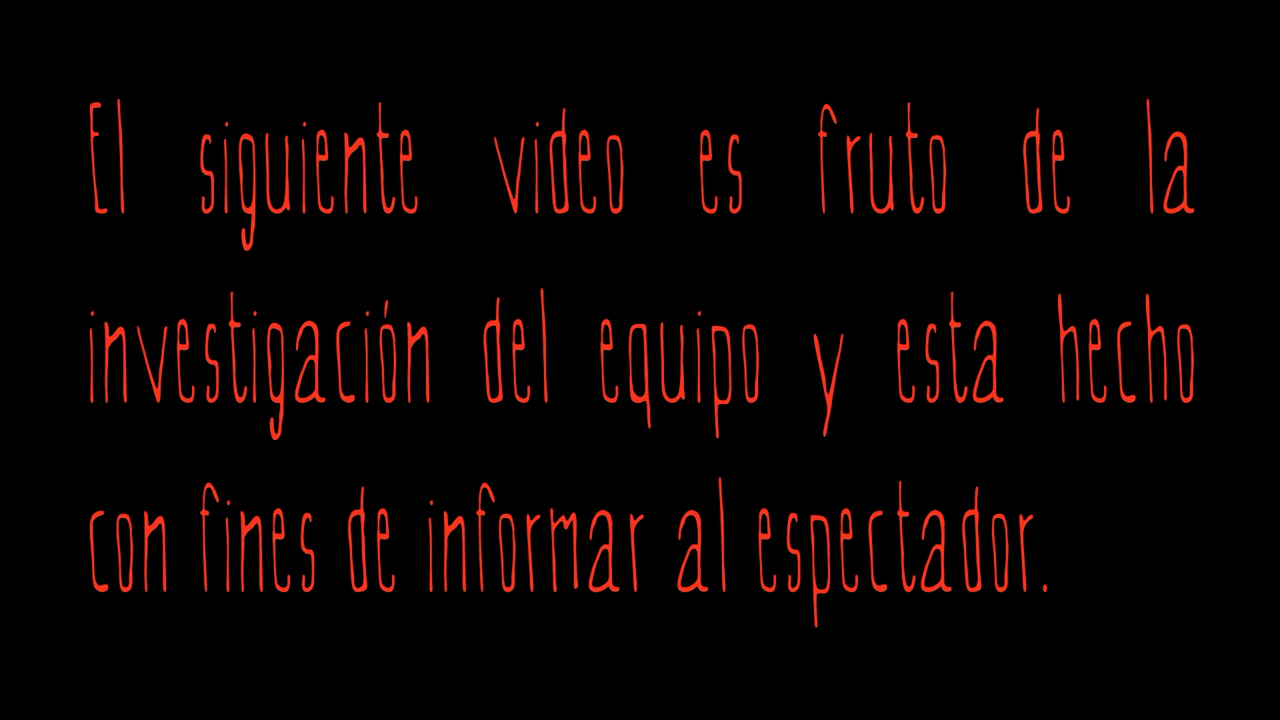 El siguiente video es fruto de la
investigación del equipo y esta hecho
con fines de informar al espectador.